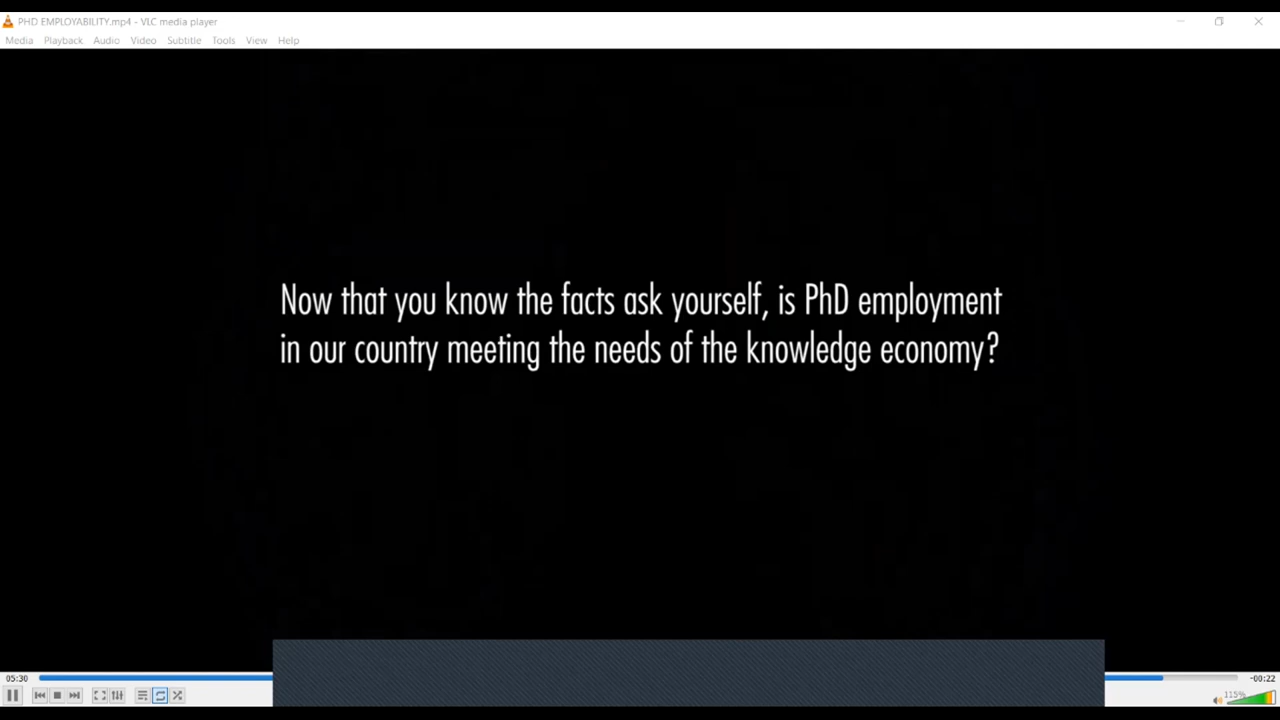 PHD EMPLOYABILITY.mp4 - VLC media player
Media Playback Audio Video Subtitle Tools View Help
Now that you know the facts ask yourself, is PhD employment
in our country meeting the needs of the knowledge economy?
05:30 -00:22
115%